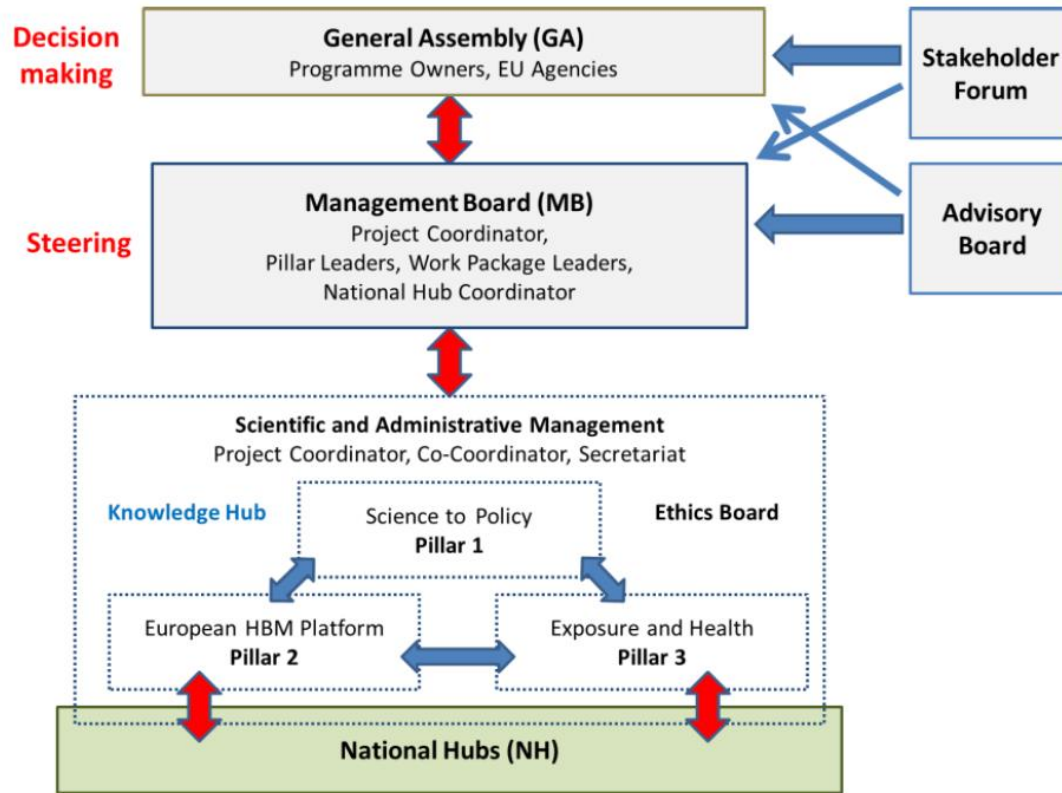 Decision
making
General Assembly (GA)
Programme Owners, EU Agencies
Stakeholder
Forum
Steering
Management Board (MB)
Project Coordinator,
Pillar Leaders, Work Package Leaders,
National Hub Coordinator
Advisory
Board
Scientific and Administrative Management
Project Coordinator, Co-Coordinator, Secretariat
Knowledge Hub
Science to Policy
Pillar 1
Ethics Board
European HBM Platform
Pillar 2
Exposure and Health
Pillar 3
National Hubs (NH)